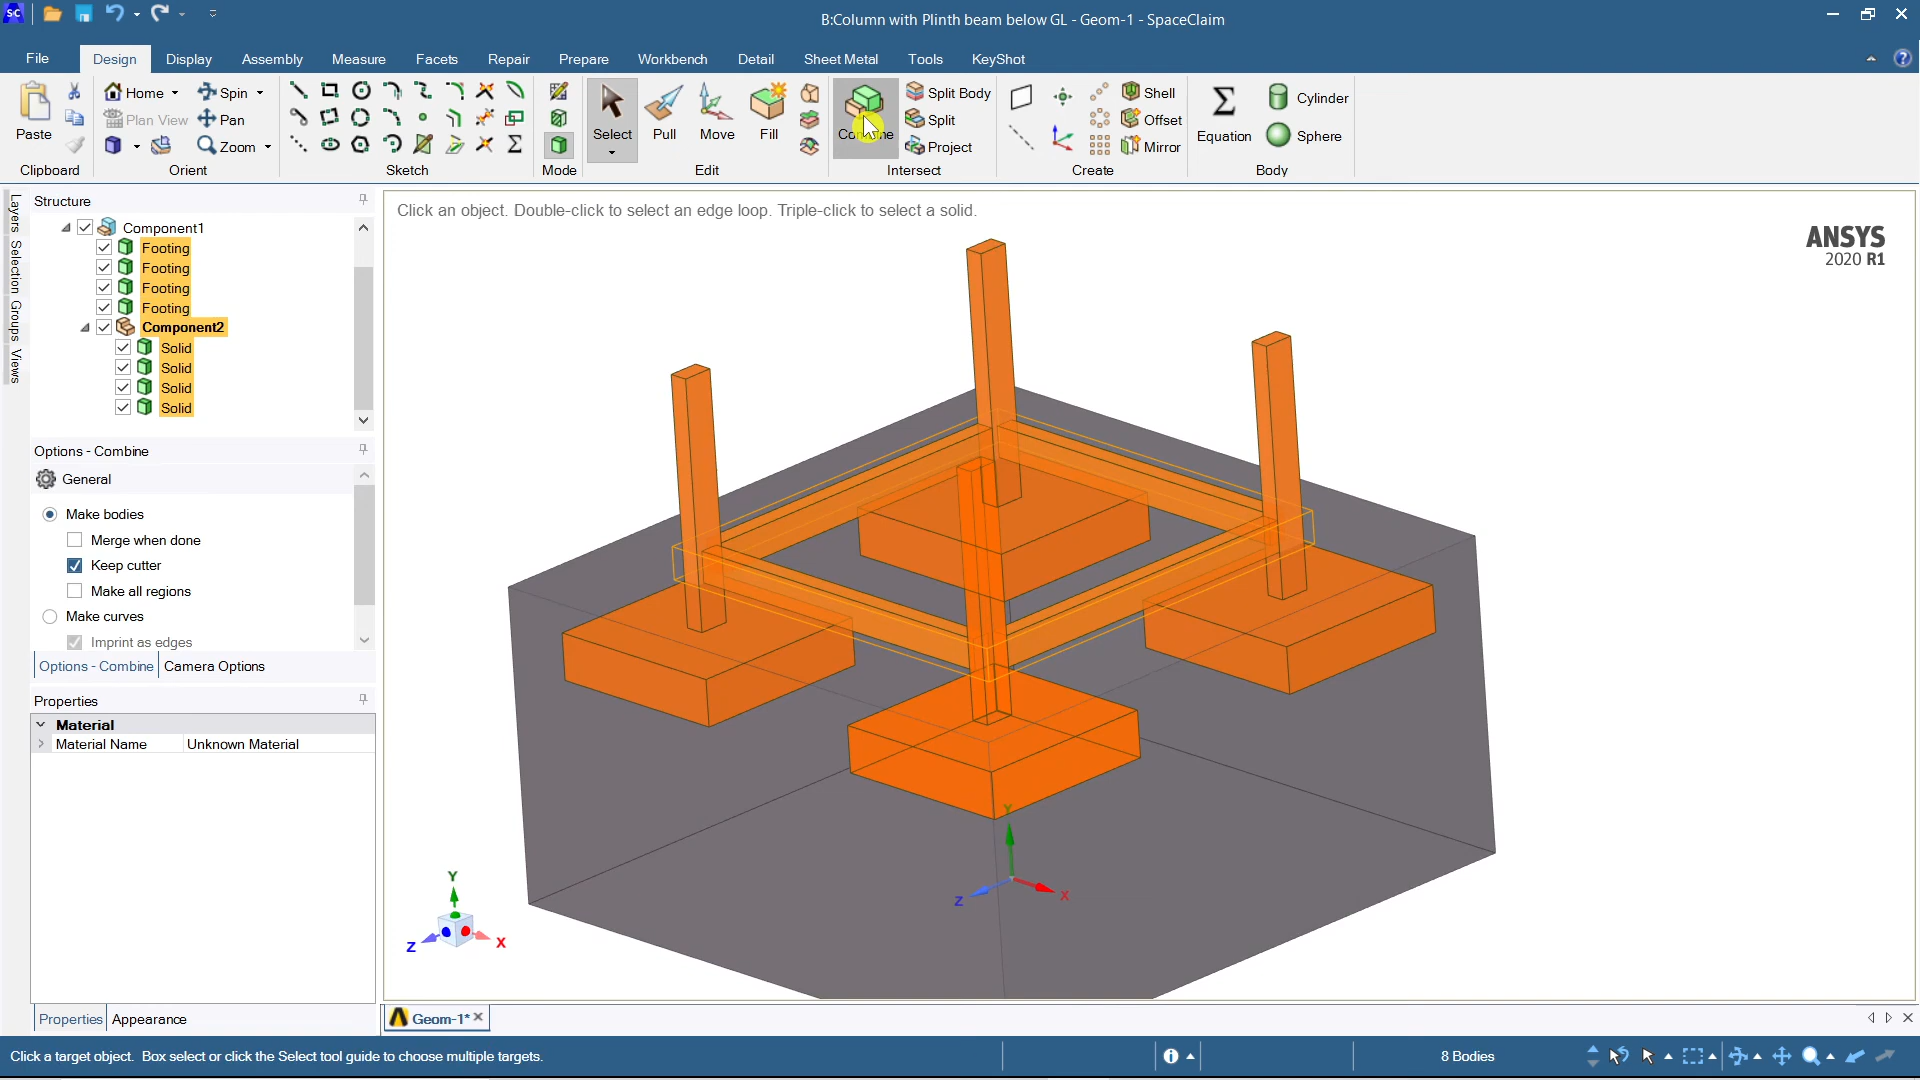 SC
B:Column with Plinth beam below GL - Geom-1 - SpaceClaim
File Design Display Assembly Measure Facets Repair Prepare Workbench Detail Sheet Metal Tools KeyShot
Paste
Clipboard
Home Spin
Plan View Pan
Zoom
Orient
Sketch
Mode
Select Pull Move Fill
Edit
Split Body
Split
Project
Intersect
Shell
Offset
Mirror
Create
Equation
Cylinder
Sphere
Body
Layers Selection Groups Views
Structure
Component1
Footing
Footing
Footing
Footing
Component2
Solid
Solid
Solid
Solid
Options - Combine
General
Make bodies
Merge when done
Keep cutter
Make all regions
Make curves
Imprint as edges
Options - Combine Camera Options
Properties
Material
Material Name Unknown Material
Properties Appearance
Click an object. Double-click to select an edge loop. Triple-click to select a solid.
ANSYS
2020 R1
Y
Z
X
Y
Z
X
Geom-1*
Click a target object. Box select or click the Select tool guide to choose multiple targets.
8 Bodies